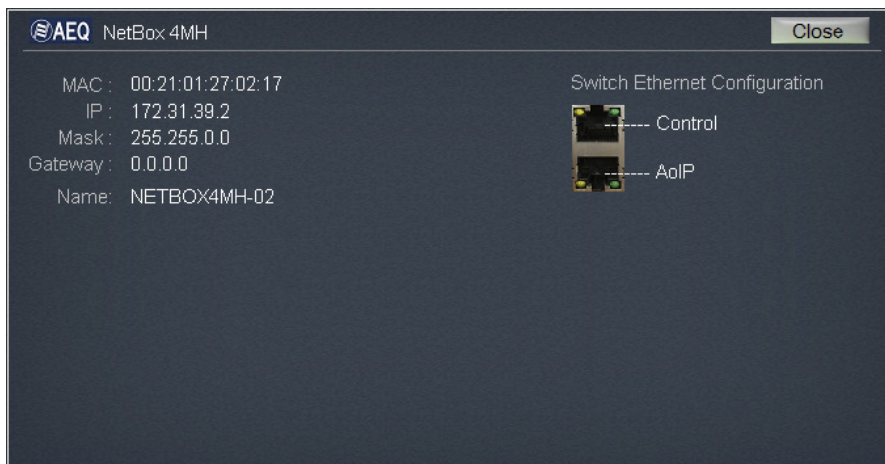 AEQ NetBox 4MH
Close
MAC : 00:21:01:27:02:17
IP : 172.31.39.2
Mask : 255.255.0.0
Gateway : 0.0.0.0
Name: NETBOX4MH-02
Switch Ethernet Configuration
Control
AoIP